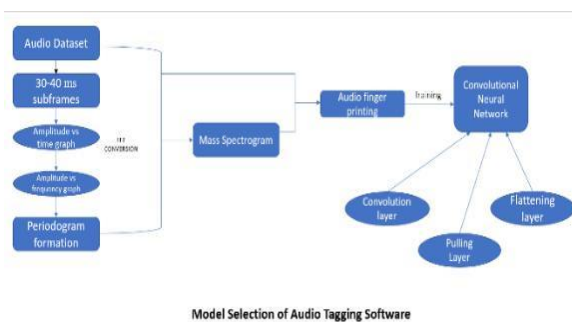 Audio Dataset
30-40 ms
subframes
Amplitude vs
time graph
Amplitude vs
frequency graph
Periodogram
formation
CONVERSION
Mass Spectrogram
Audio finger
printing
Training
Convolutional
Neural
Network
Convolution
layer
Pulling
Layer
Flattening
layer
Model Selection of Audio Tagging Software